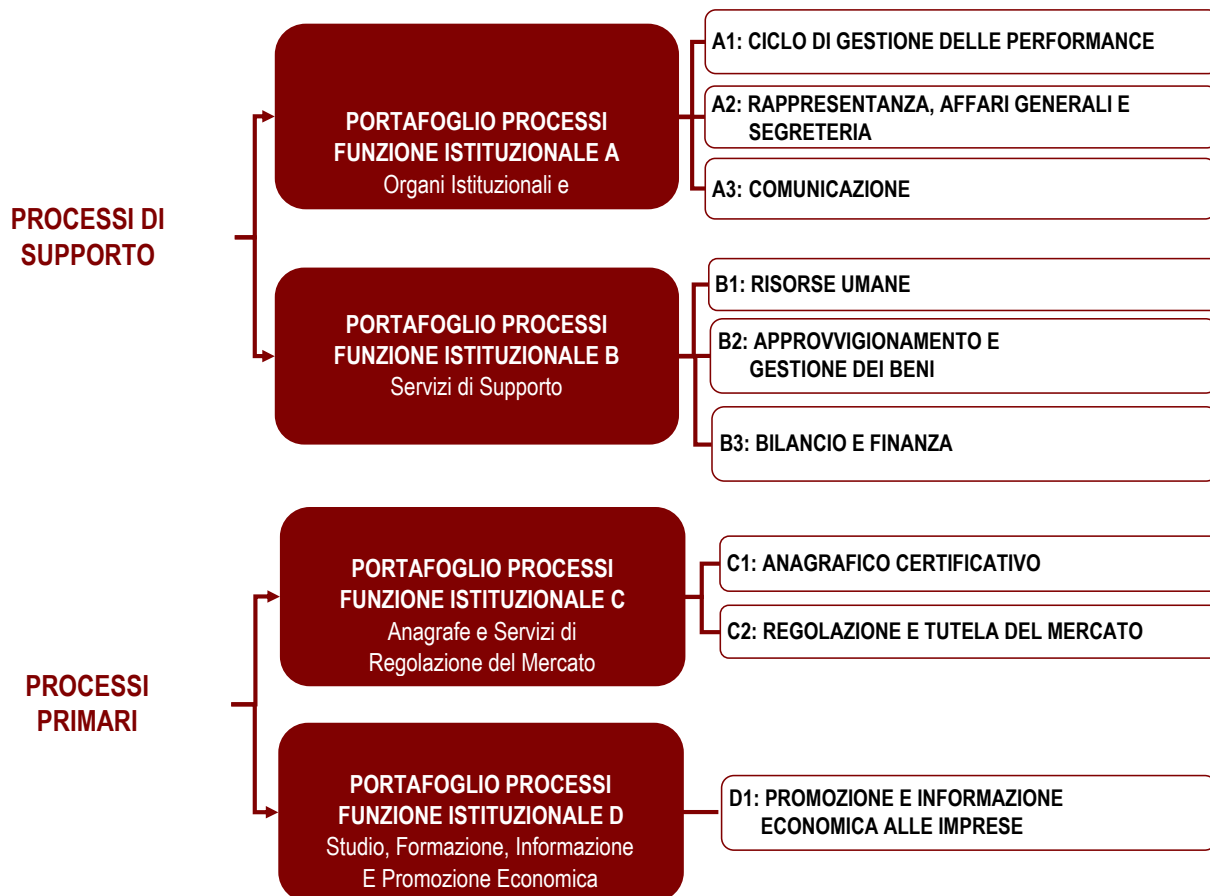 PROCESSI DI
SUPPORTO
PORTAFOGLIO PROCESSI
FUNZIONE ISTITUZIONALE A
Organi Istituzionali e
A1: CICLO DI GESTIONE DELLE PERFORMANCE
A2: RAPPRESENTANZA, AFFARI GENERALI E
SEGRETERIA
A3: COMUNICAZIONE
PORTAFOGLIO PROCESSI
FUNZIONE ISTITUZIONALE B
Servizi di Supporto
B1: RISORSE UMANE
B2: APPROVVIGIONAMENTO E
GESTIONE DEI BENI
B3: BILANCIO E FINANZA
PROCESSI
PRIMARI
PORTAFOGLIO PROCESSI
FUNZIONE ISTITUZIONALE C
Anagrafe e Servizi di
Regolazione del Mercato
C1: ANAGRAFICO CERTIFICATIVO
C2: REGOLAZIONE E TUTELA DEL MERCATO
PORTAFOGLIO PROCESSI
FUNZIONE ISTITUZIONALE D
Studio, Formazione, Informazione
E Promozione Economica
D1: PROMOZIONE E INFORMAZIONE
ECONOMICA ALLE IMPRESE